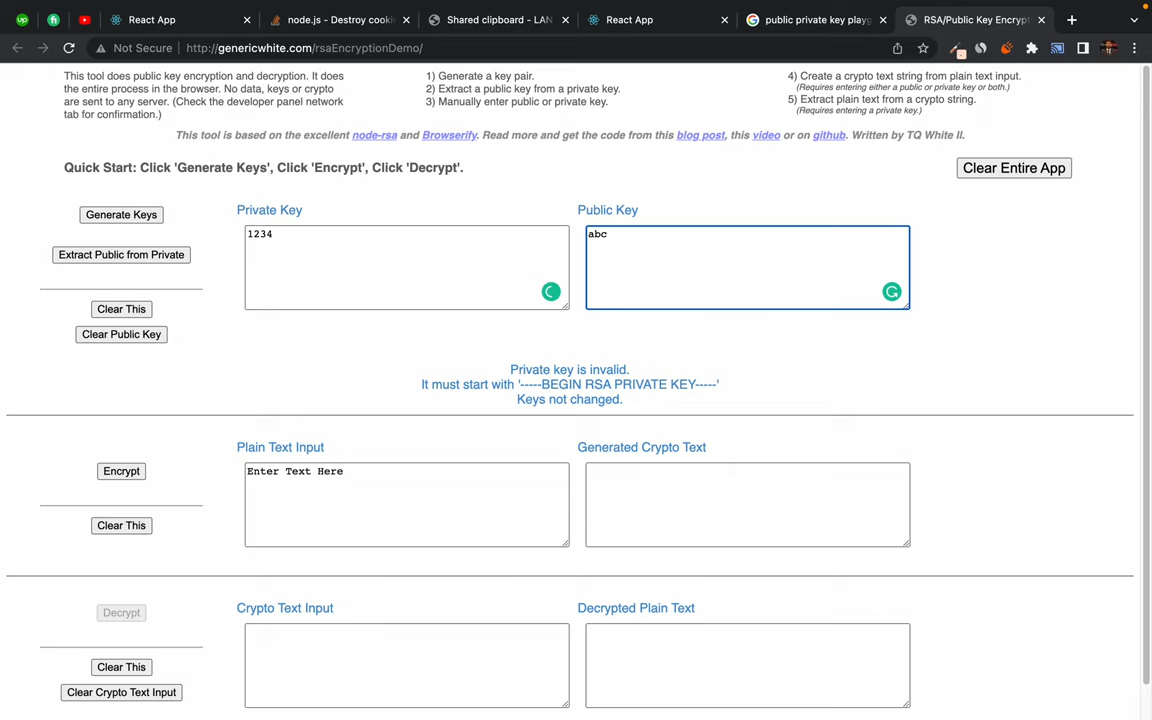 up
fi
React App
node.js - Destroy cooki
Shared clipboard - LAN
React App
public private key playg
RSA/Public Key Encrypt
Not Secure
http://genericwhite.com/rsaEncryptionDemo/
This tool does public key encryption and decryption. It does
the entire process in the browser. No data, keys or crypto
are sent to any server. (Check the developer panel network
tab for confirmation.)
1) Generate a key pair.
2) Extract a public key from a private key.
3) Manually enter public or private key.
4) Create a crypto text string from plain text input.
(Requires entering either a public or private key or both.)
5) Extract plain text from a crypto string.
(Requires entering a private key.)
This tool is based on the excellent node-rsa and Browserify. Read more and get the code from this blog post, this video or on github. Written by TQ White II.
Quick Start: Click 'Generate Keys', Click 'Encrypt', Click 'Decrypt'.
Clear Entire App
Generate Keys
Extract Public from Private
Clear This
Clear Public Key
Private Key
1234
Public Key
abc
Private key is invalid.
It must start with '-----BEGIN RSA PRIVATE KEY-----'
Keys not changed.
Encrypt
Clear This
Plain Text Input
Enter Text Here
Generated Crypto Text
Decrypt
Clear This
Clear Crypto Text Input
Crypto Text Input
Decrypted Plain Text